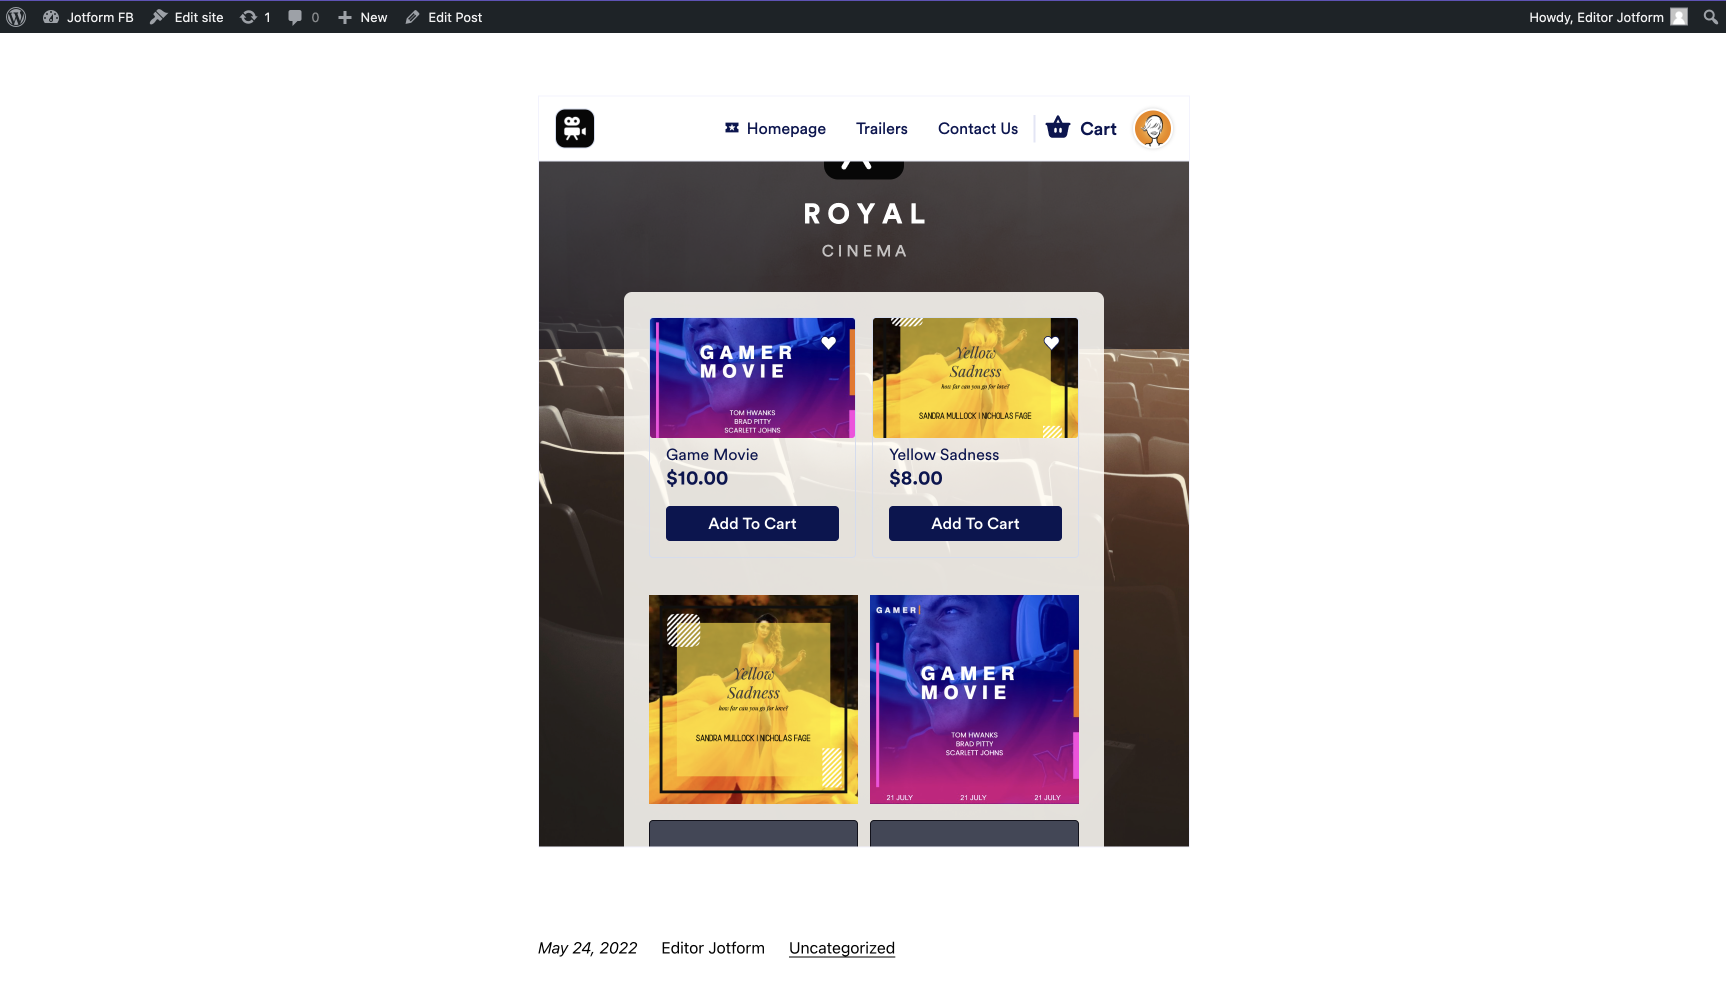 Jotform FB Edit site 1 0 New Edit Post Howdy, Editor Jotform
Homepage Trailers Contact Us Cart
ROYAL
CINEMA
GAMER
MOVIE
TOM HWANKS
BRAD PITTY
SCARLETT JOHNS
Yellow
Sadness
how far can you go for love?
SANDRA MULLOCK | NICHOLAS FAGE
Game Movie
$10.00
Add To Cart
Yellow Sadness
$8.00
Add To Cart
Yellow
Sadness
how far can you go for love?
SANDRA MULLOCK | NICHOLAS FAGE
GAMER|
GAMER
MOVIE
TOM HWANKS
BRAD PITTY
SCARLETT JOHNS
21 JULY 21 JULY 21 JULY
May 24, 2022 Editor Jotform Uncategorized